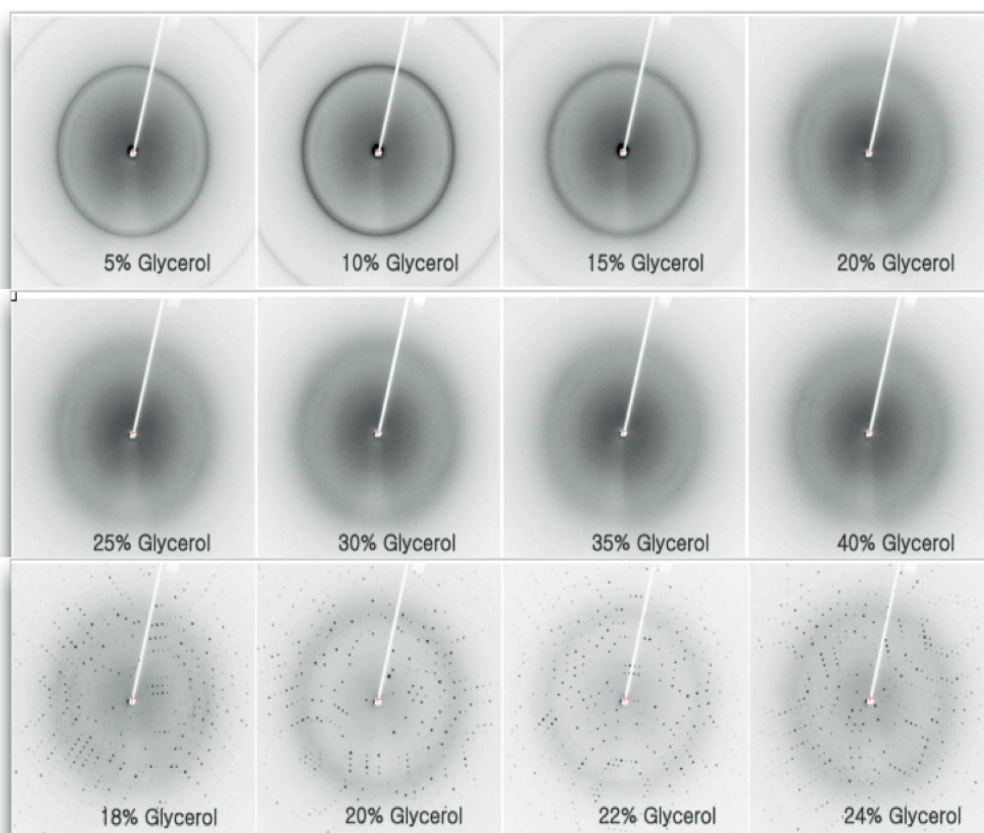 5% Glycerol
10% Glycerol
15% Glycerol
20% Glycerol
25% Glycerol
30% Glycerol
35% Glycerol
40% Glycerol
18% Glycerol
20% Glycerol
22% Glycerol
24% Glycerol